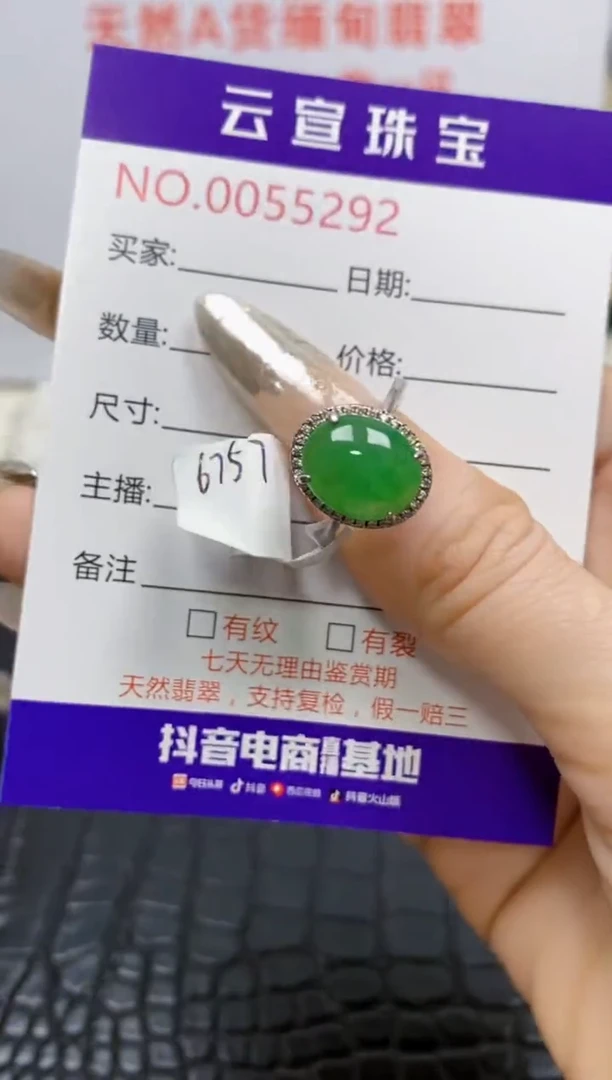 天然A货缅甸翡翠
云宣珠宝
NO.0055292
买家: 日期:
数量: 价格:
尺寸:
6757
主播:
备注
有纹 有裂
七天无理由鉴赏期
天然翡翠，支持复检，假一赔三
抖音电商直播基地
今日头条 抖音 西瓜视频 抖音火山版